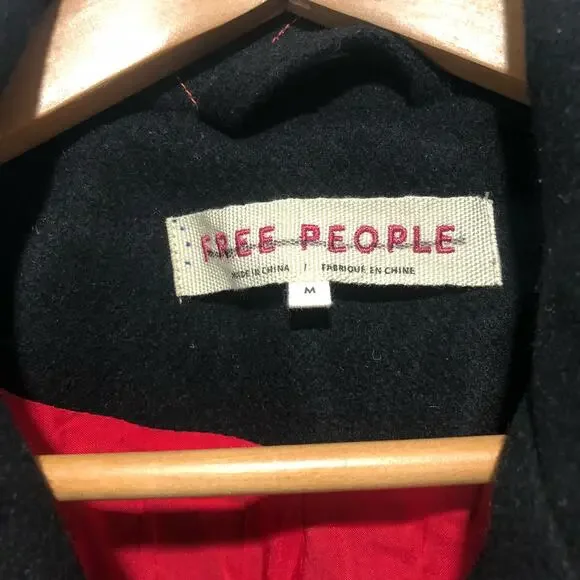 FREE PEOPLE
MADE IN CHINA / FABRIQUE EN CHINE
M